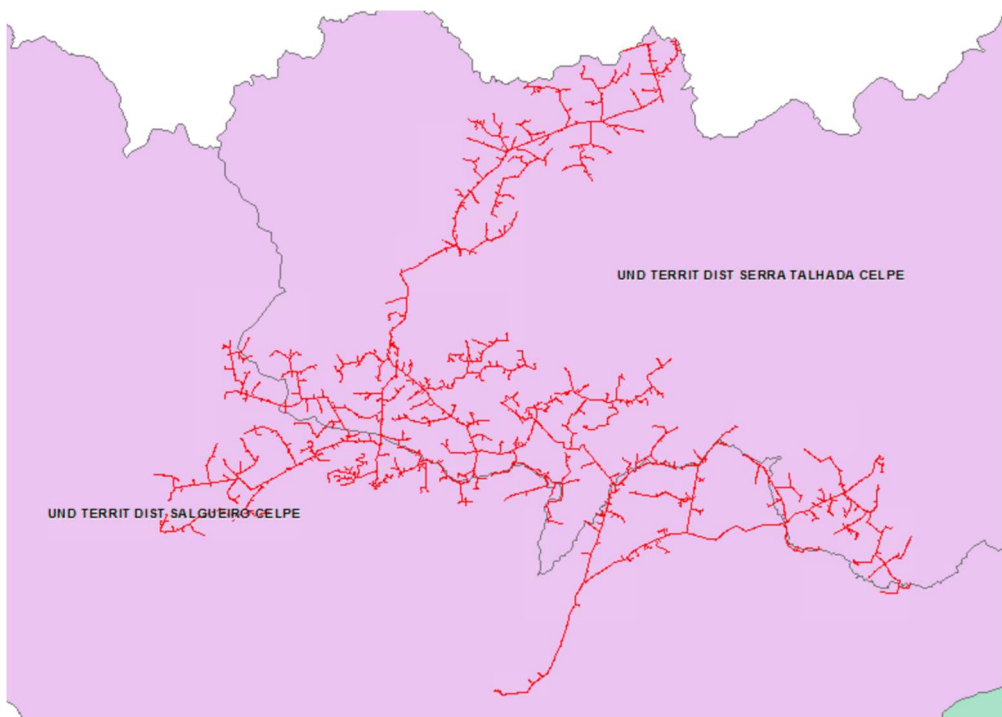 UND TERRIT DIST SERRA TALHADA CELPE
UND TERRIT DIST SALGUEIRO CELPE